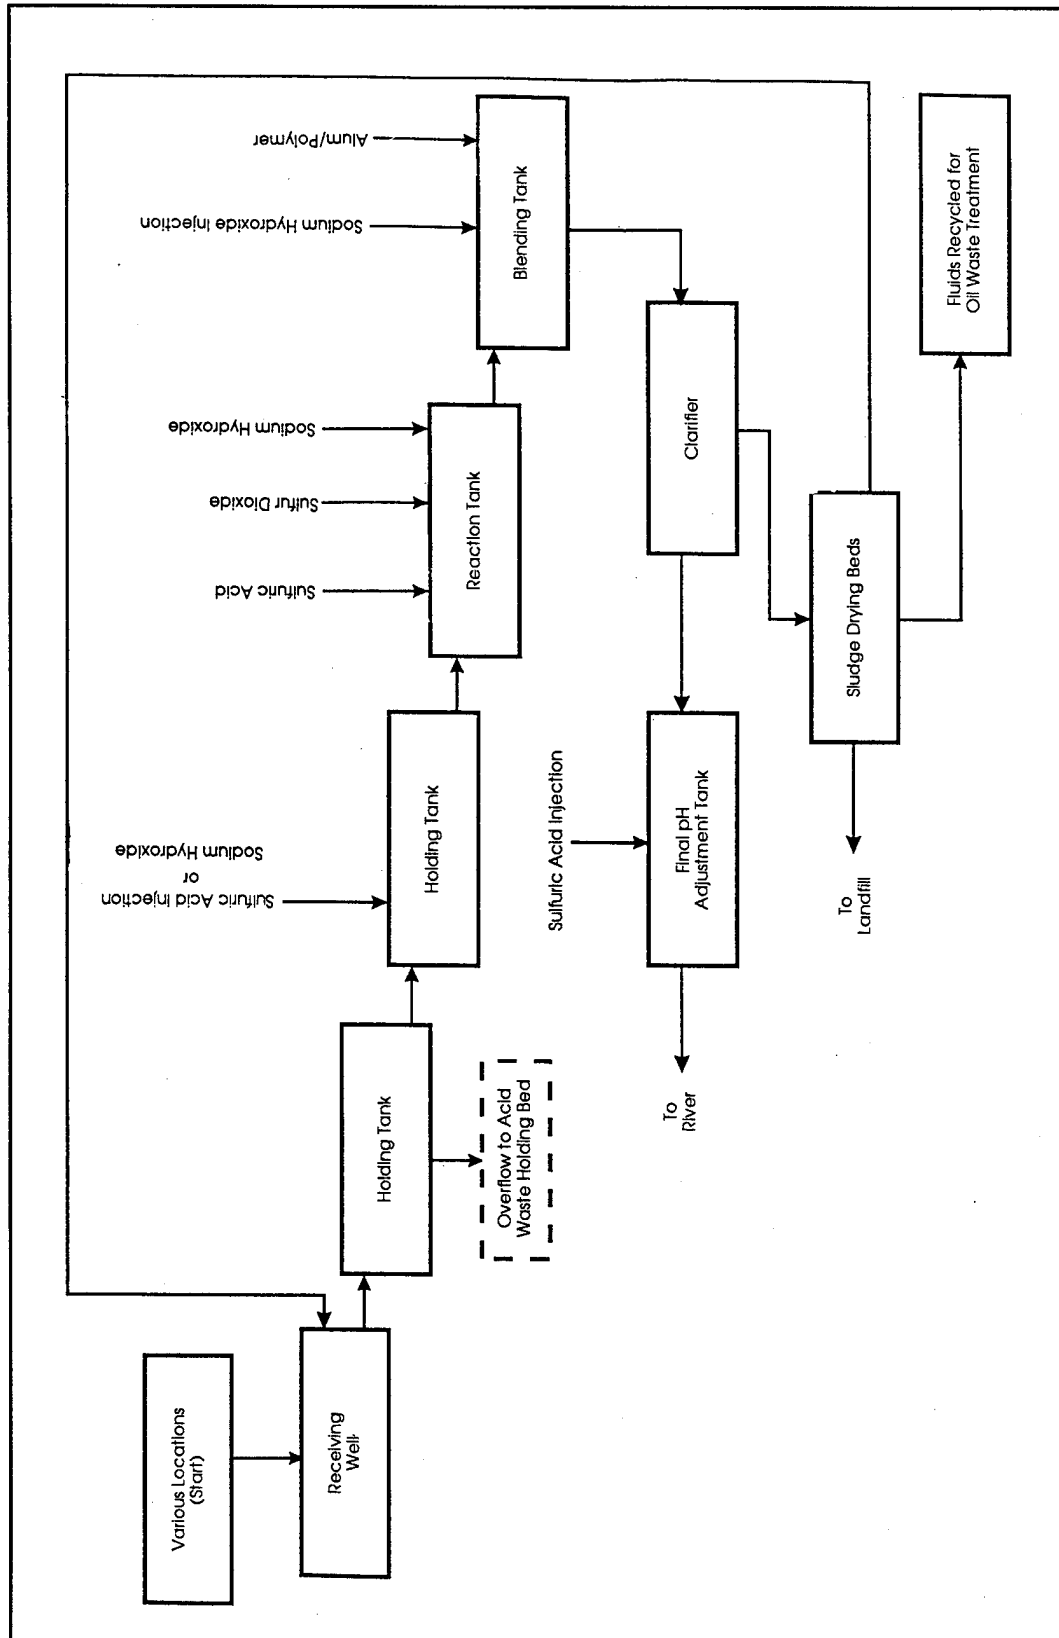 Various Locations
(Start)
Receiving
Well
Holding Tank
Overflow to Acid
Waste Holding Bed
Sulfuric Acid Injection
or
Sodium Hydroxide
Holding Tank
Sulfuric Acid
Sulfur Dioxide
Sodium Hydroxide
Reaction Tank
Sodium Hydroxide Injection
Alum/Polymer
Blending Tank
Clarifier
Sulfuric Acid Injection
Final pH
Adjustment Tank
To
River
Sludge Drying Beds
To
Landfill
Fluids Recycled for
Oil Waste Treatment